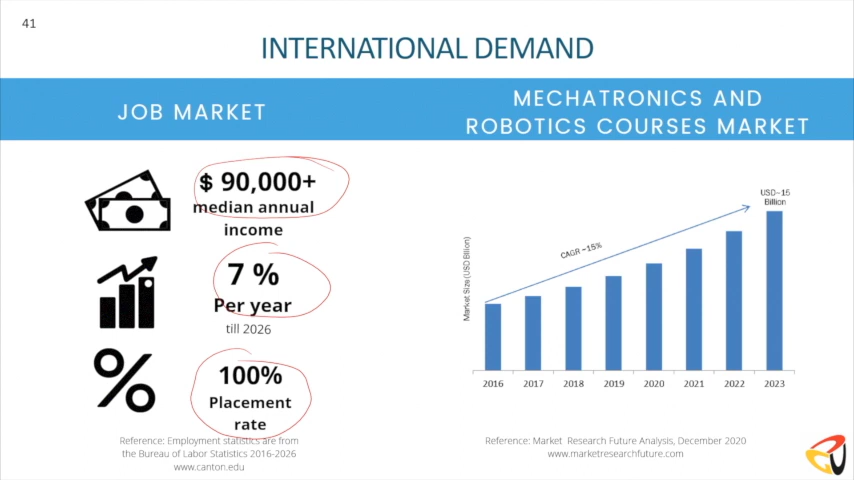 41
INTERNATIONAL DEMAND
JOB MARKET
MECHATRONICS AND
ROBOTICS COURSES MARKET
$ 90,000+
median annual
income
7 %
Per year
till 2026
100%
Placement
rate
Reference: Employment statistics are from
the Bureau of Labor Statistics 2016-2026
www.canton.edu
USD~15
Billion
CAGR ~15%
Market Size (USD Billion)
2016 2017 2018 2019 2020 2021 2022 2023
Reference: Market Research Future Analysis, December 2020
www.marketresearchfuture.com